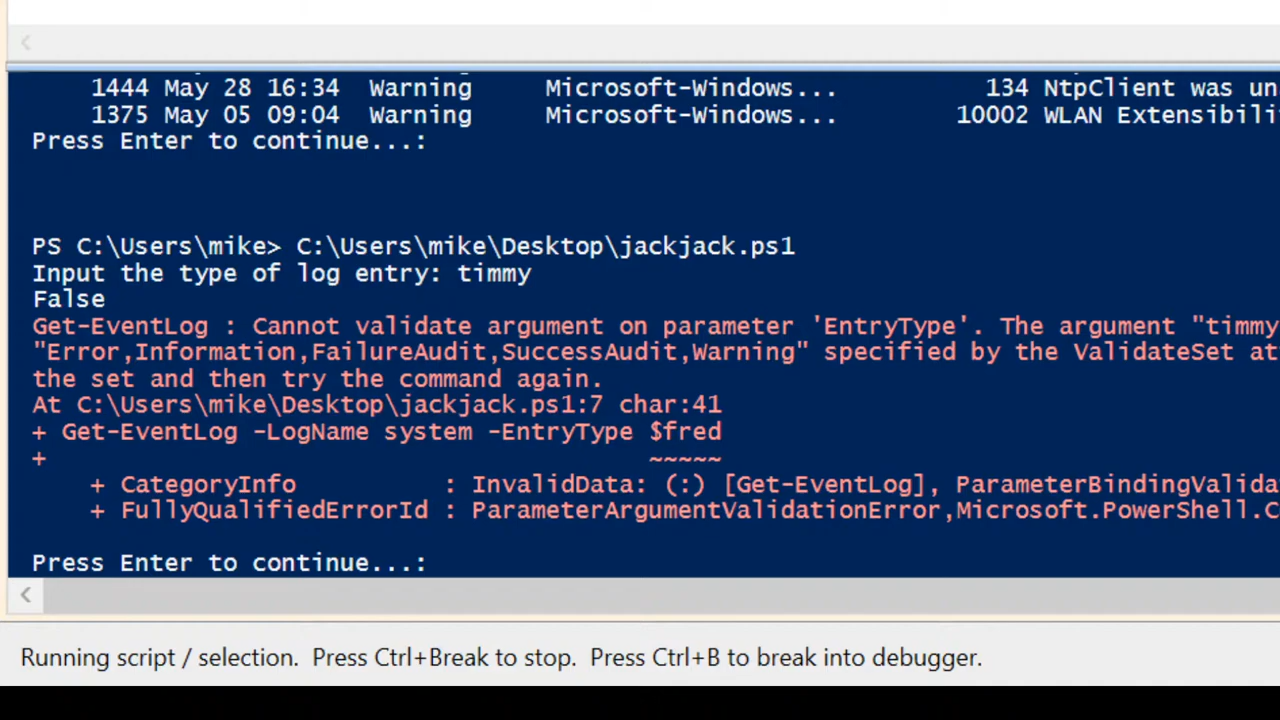 1444 May 28 16:34 Warning Microsoft-Windows... 134 NtpClient was un
1375 May 05 09:04 Warning Microsoft-Windows... 10002 WLAN Extensibili
Press Enter to continue...:
PS C:\Users\mike> C:\Users\mike\Desktop\jackjack.ps1
Input the type of log entry: timmy
False
Get-EventLog : Cannot validate argument on parameter 'EntryType'. The argument "timmy
"Error,Information,FailureAudit,SuccessAudit,Warning" specified by the ValidateSet at
the set and then try the command again.
At C:\Users\mike\Desktop\jackjack.ps1:7 char:41
+ Get-EventLog -LogName system -EntryType $fred
+ ~~~~~
+ CategoryInfo : InvalidData: (:) [Get-EventLog], ParameterBindingValida
+ FullyQualifiedErrorId : ParameterArgumentValidationError,Microsoft.PowerShell.C
Press Enter to continue...:
Running script / selection. Press Ctrl+Break to stop. Press Ctrl+B to break into debugger.